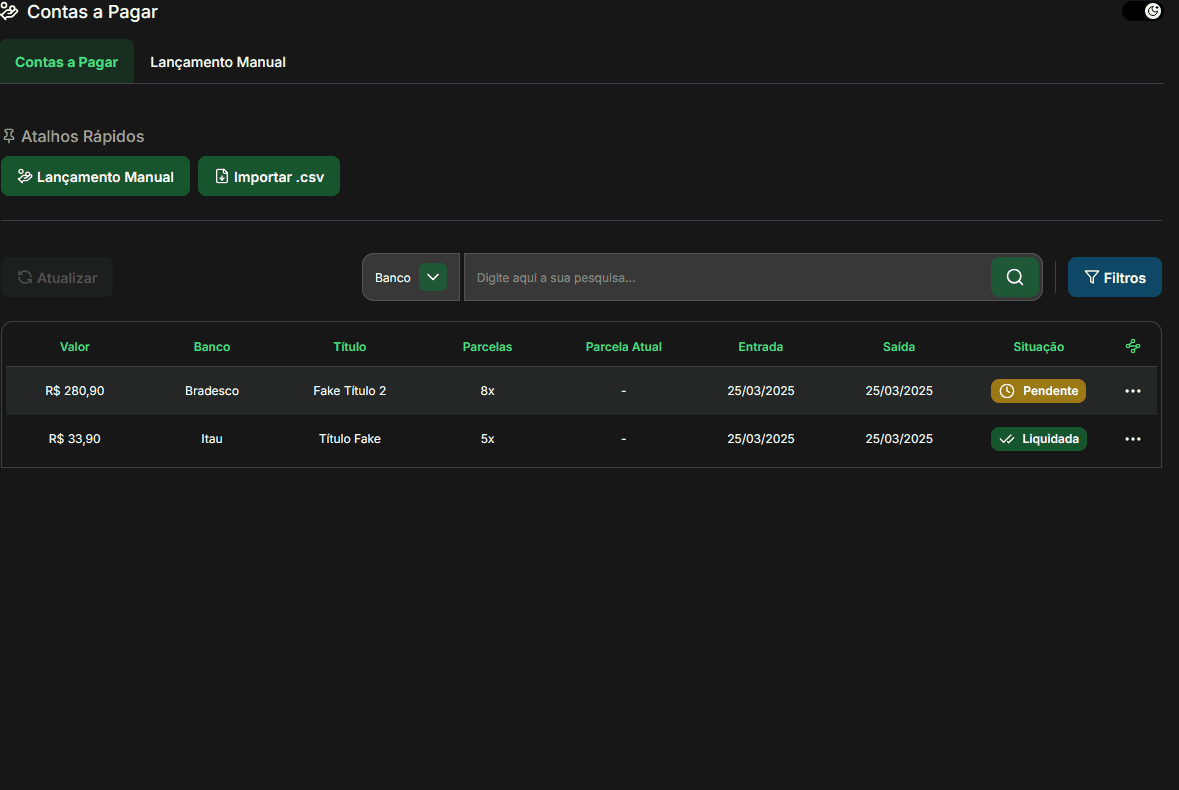 Contas a Pagar
Contas a Pagar Lançamento Manual
Atalhos Rápidos
Lançamento Manual Importar .csv
Atualizar Banco Digite aqui a sua pesquisa... Filtros
Valor Banco Título Parcelas Parcela Atual Entrada Saída Situação
R$ 280,90 Bradesco Fake Título 2 8x - 25/03/2025 25/03/2025 Pendente
R$ 33,90 Itau Título Fake 5x - 25/03/2025 25/03/2025 Liquidada